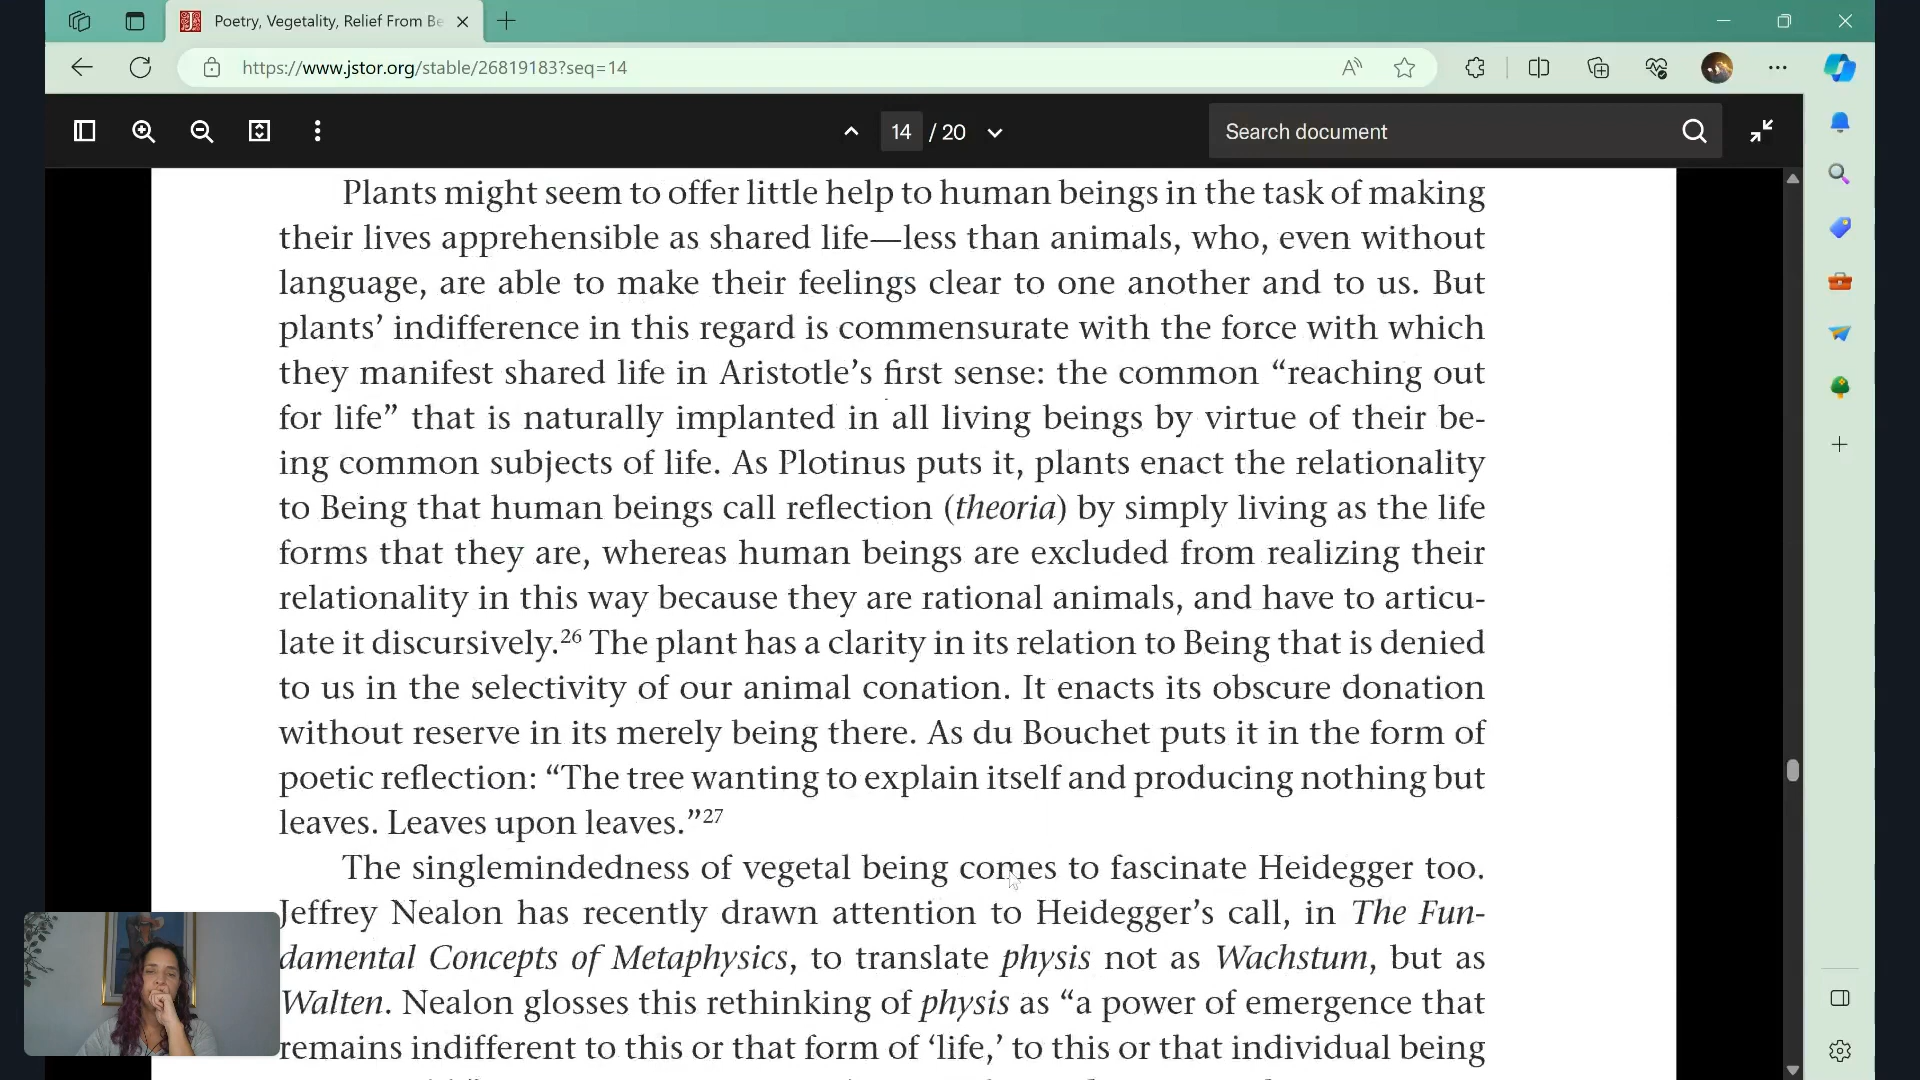 Poetry, Vegetality, Relief From Be
https://www.jstor.org/stable/26819183?seq=14
14 / 20
Search document
Plants might seem to offer little help to human beings in the task of making
their lives apprehensible as shared life—less than animals, who, even without
language, are able to make their feelings clear to one another and to us. But
plants’ indifference in this regard is commensurate with the force with which
they manifest shared life in Aristotle’s first sense: the common “reaching out
for life” that is naturally implanted in all living beings by virtue of their be-
ing common subjects of life. As Plotinus puts it, plants enact the relationality
to Being that human beings call reflection (theoria) by simply living as the life
forms that they are, whereas human beings are excluded from realizing their
relationality in this way because they are rational animals, and have to articu-
late it discursively.26 The plant has a clarity in its relation to Being that is denied
to us in the selectivity of our animal conation. It enacts its obscure donation
without reserve in its merely being there. As du Bouchet puts it in the form of
poetic reflection: “The tree wanting to explain itself and producing nothing but
leaves. Leaves upon leaves.”27
The singlemindedness of vegetal being comes to fascinate Heidegger too.
Jeffrey Nealon has recently drawn attention to Heidegger’s call, in The Fun-
damental Concepts of Metaphysics, to translate physis not as Wachstum, but as
Walten. Nealon glosses this rethinking of physis as “a power of emergence that
remains indifferent to this or that form of ‘life,’ to this or that individual being